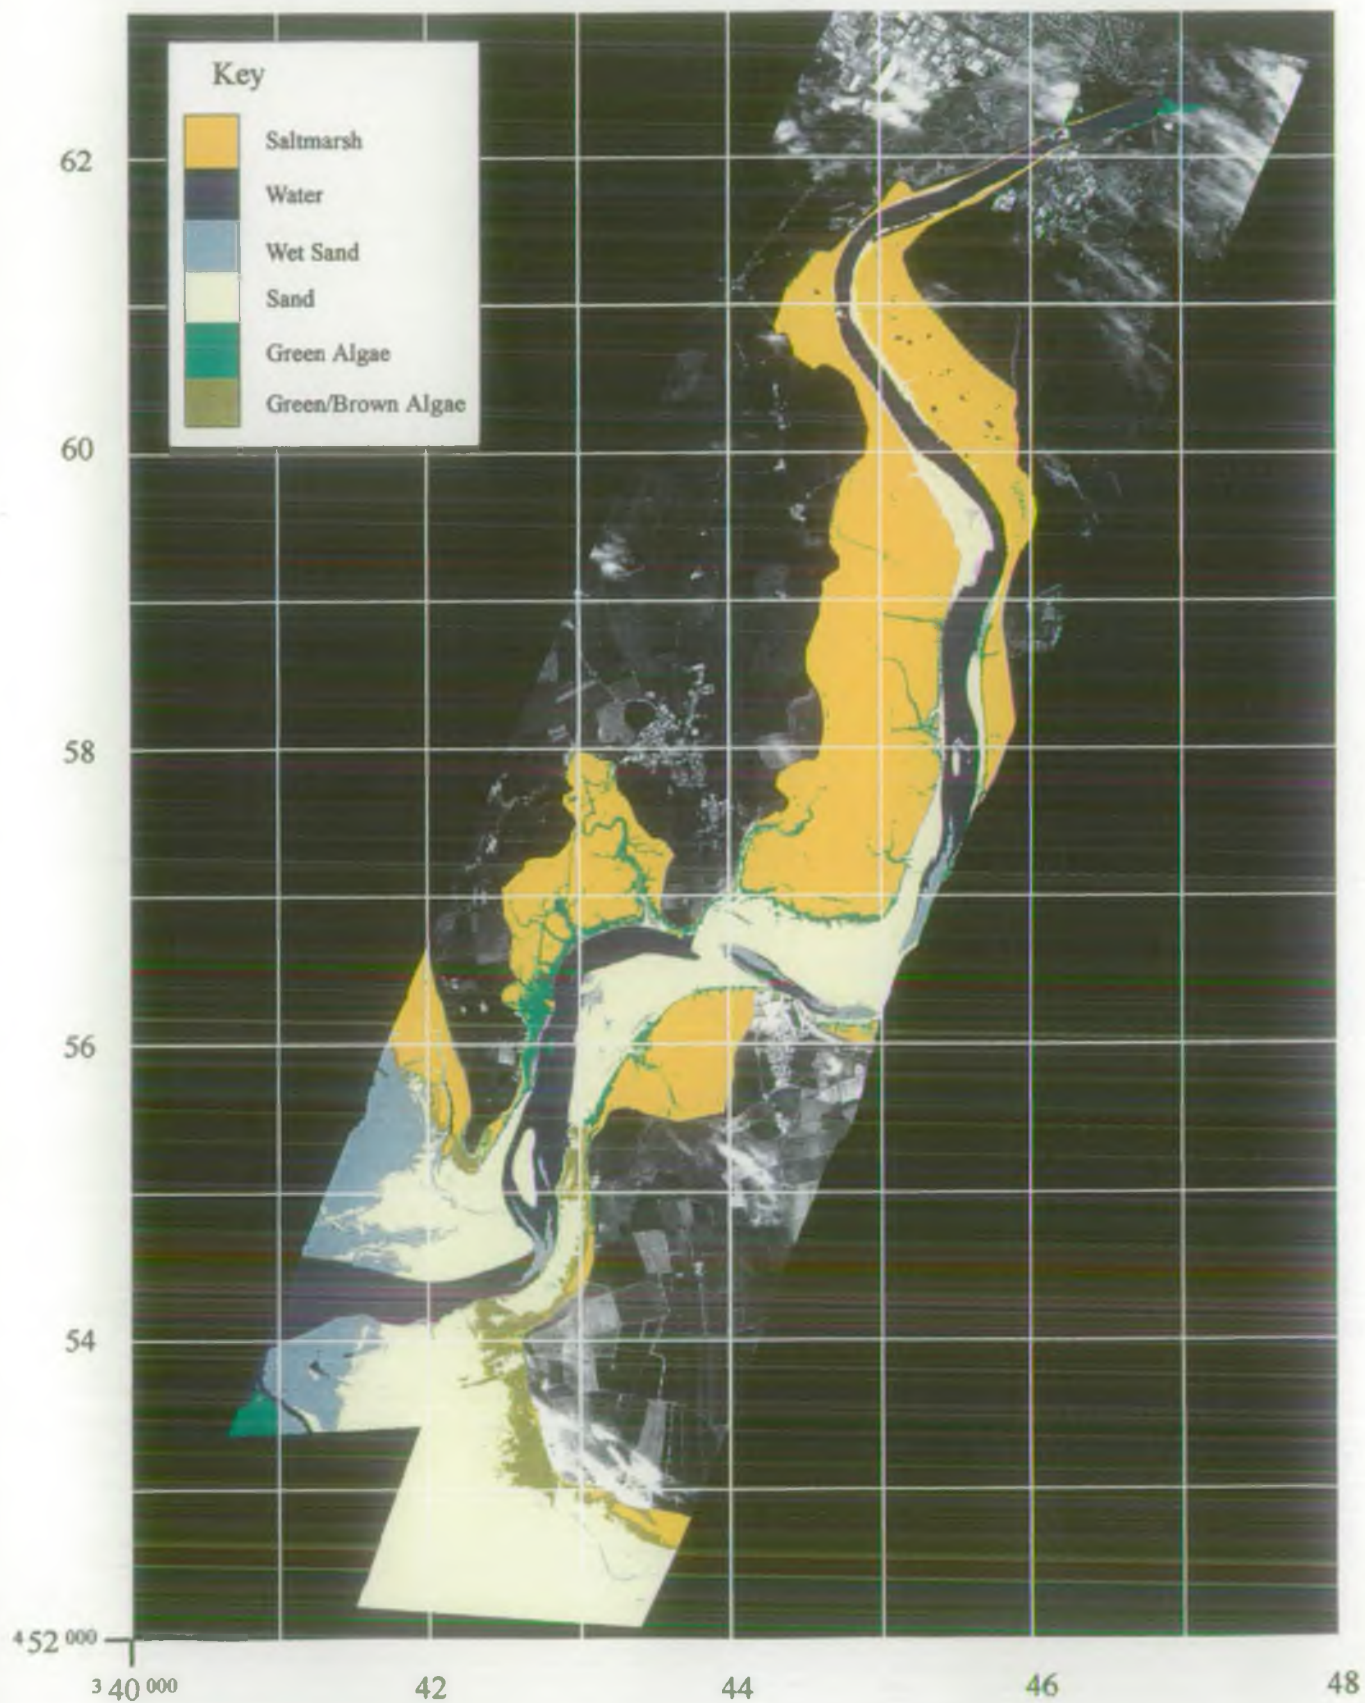 Key
Saltmarsh
Water
Wet Sand
Sand
Green Algae
Green/Brown Algae
62
60
58
56
54
4 52 000
3 40 000 42 44 46 48